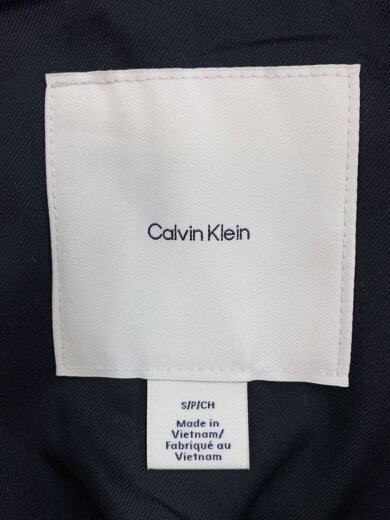 Calvin Klein
S/P/CH
Made in
Vietnam/
Fabriqué au
Vietnam